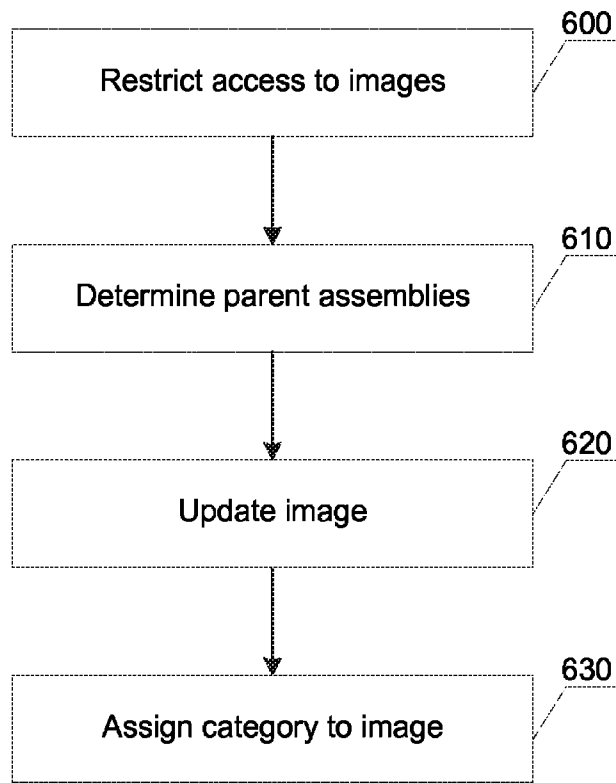 600
Restrict access to images
610
Determine parent assemblies
620
Update image
630
Assign category to image